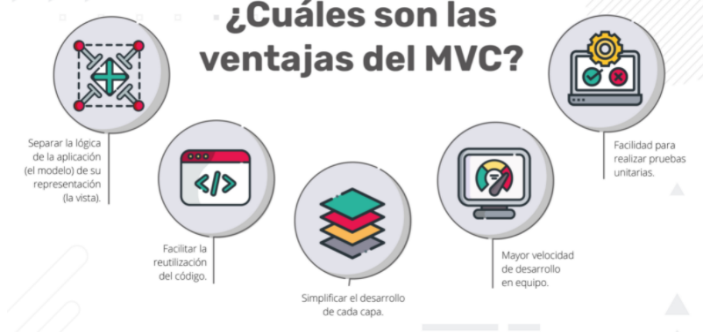 ¿Cuáles son las
ventajas del MVC?
Separar la lógica
de la aplicación
(el modelo) de su
representación
(la vista).
</>
Facilitar la
reutilización
del código.
Simplificar el desarrollo
de cada capa.
Mayor velocidad
de desarrollo
en equipo.
Facilidad para
realizar pruebas
unitarias.